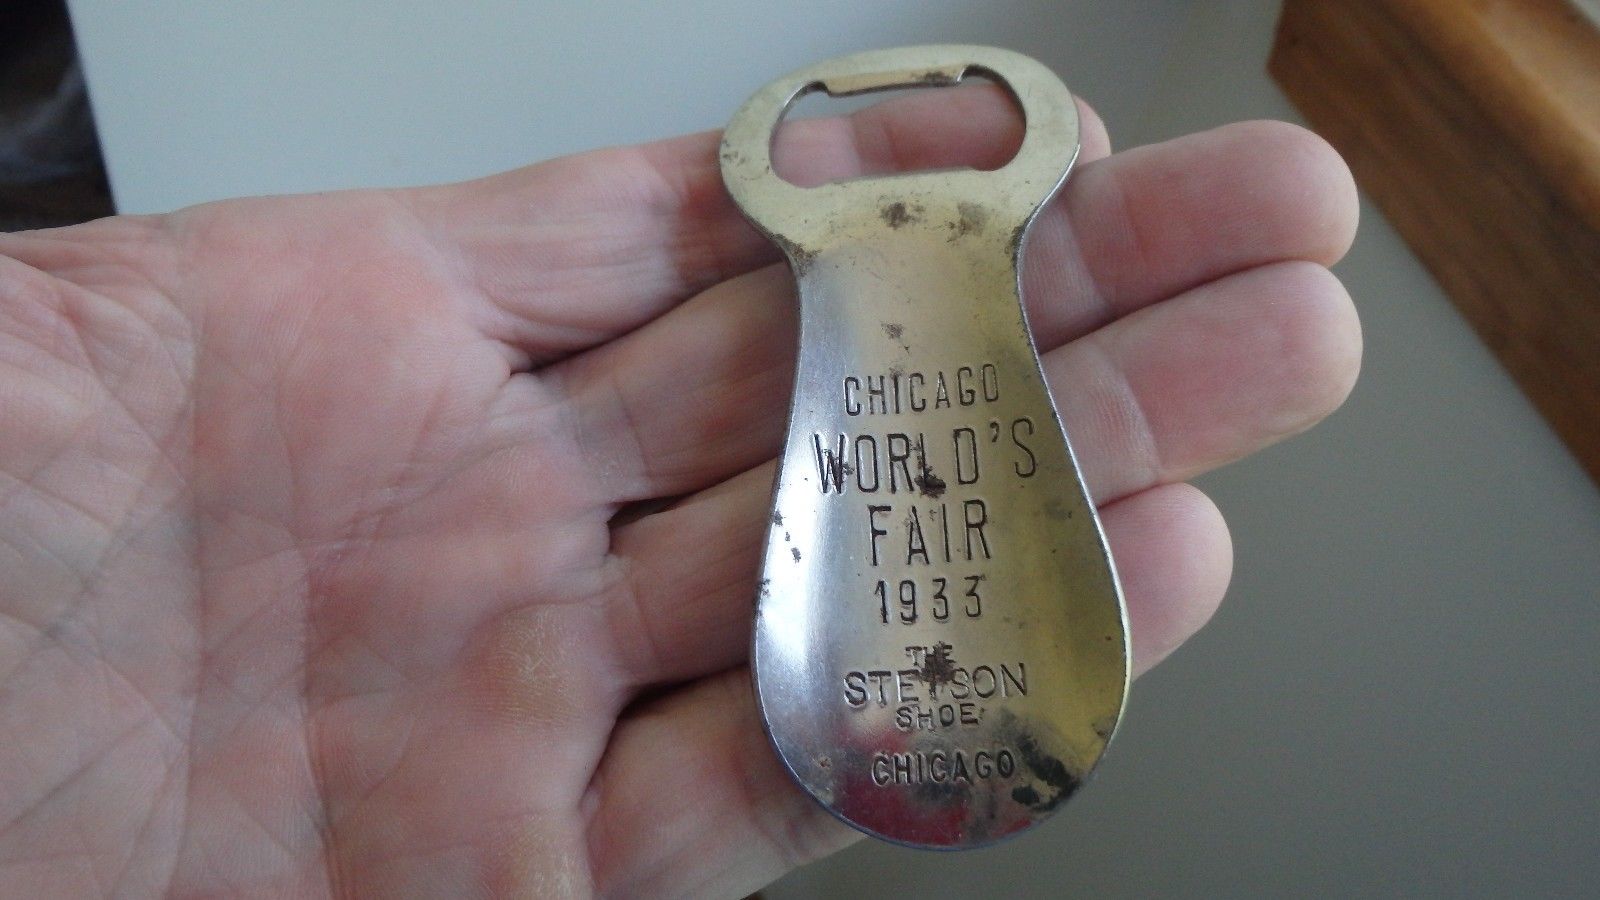 CHICAGO
WORLD'S
FAIR
1933
THE
STETSON
SHOE
CHICAGO